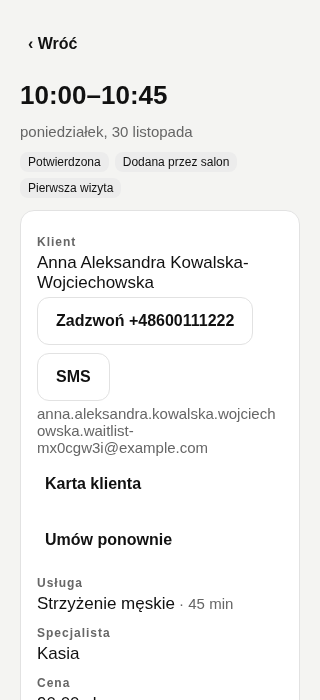 ‹ Wróć
10:00–10:45
poniedziałek, 30 listopada
Potwierdzona
Dodana przez salon
Pierwsza wizyta
Klient
Anna Aleksandra Kowalska-
Wojciechowska
Zadzwoń +48600111222
SMS
anna.aleksandra.kowalska.wojciech
owska.waitlist-
mx0cgw3i@example.com
Karta klienta
Umów ponownie
Usługa
Strzyżenie męskie · 45 min
Specjalista
Kasia
Cena